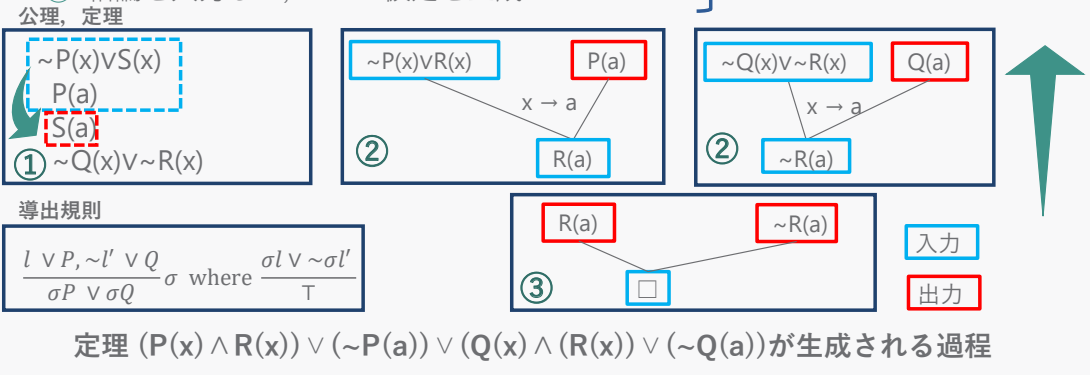 公理，定理
~P(x)∨S(x)
P(a)
S(a)
① ~Q(x)∨~R(x)
~P(x)∨R(x)
P(a)
x → a
②
R(a)
~Q(x)∨~R(x)
Q(a)
x → a
②
~R(a)
導出規則
l ∨ P, ~l′ ∨ Q
σP ∨ σQ
σ where
σl ∨ ~σl′
⊤
R(a)
~R(a)
③
□
入力
出力
定理 (P(x)∧R(x))∨(~P(a))∨(Q(x)∧(R(x))∨(~Q(a))が生成される過程